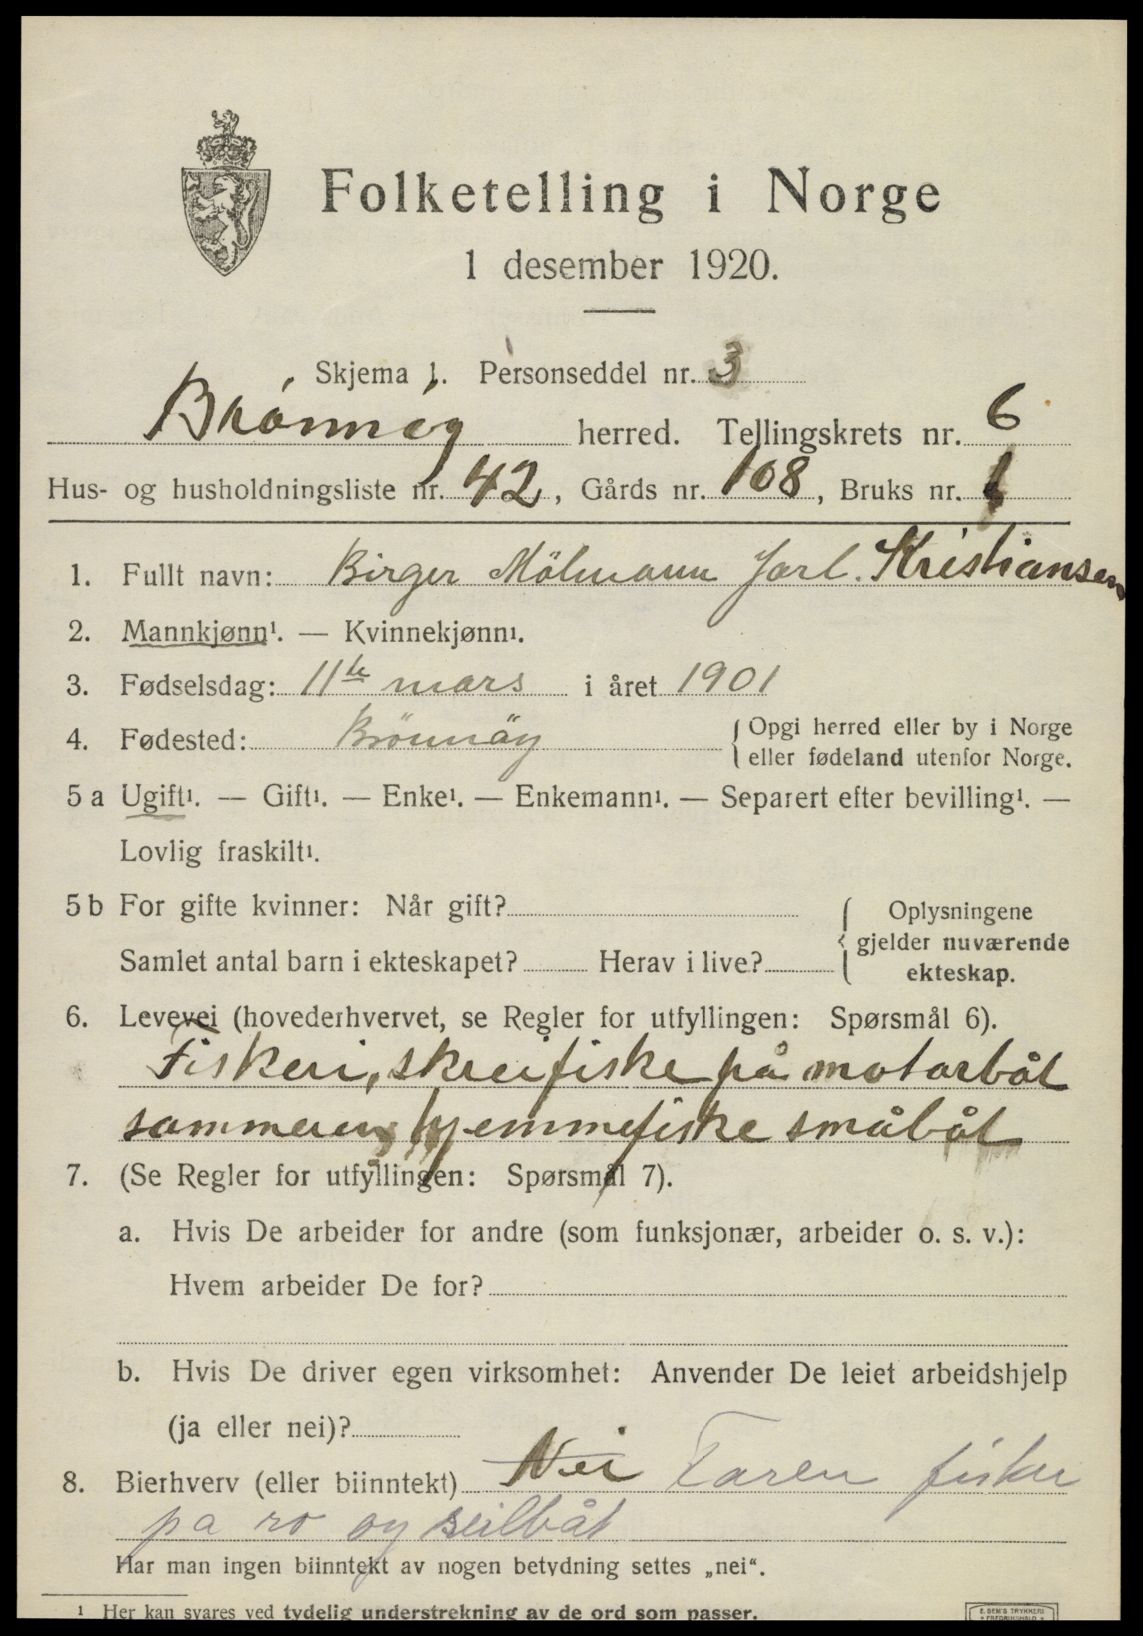 Folketelling i Norge
1 desember 1920.
Skjema 1. Personseddel nr. 3
Brönnöy herred. Tellingskrets nr. 6
Hus- og husholdningsliste nr. 42, Gårds nr. 108, Bruks nr. 1
1. Fullt navn: Birger Mölmann Jarl. Kristiansen
2. Mannkjønn¹. — Kvinnekjønn¹.
3. Fødselsdag: 11te mars i året 1901
4. Fødested: Brönnöy { Opgi herred eller by i Norge
eller fødeland utenfor Norge.
5 a Ugift¹. — Gift¹. — Enke¹. — Enkemann¹. — Separert efter bevilling¹. —
Lovlig fraskilt¹.
5 b For gifte kvinner: Når gift? { Oplysningene
gjelder nuværende
Samlet antal barn i ekteskapet? Herav i live?
ekteskap.
6. Levevei (hovederhvervet, se Regler for utfyllingen: Spørsmål 6).
Fiskeri, skreifiske på motorbåt
sommeren, hjemmefiske småbåt
7. (Se Regler for utfyllingen: Spørsmål 7).
a. Hvis De arbeider for andre (som funksjonær, arbeider o. s. v.):
Hvem arbeider De for?
b. Hvis De driver egen virksomhet: Anvender De leiet arbeidshjelp
(ja eller nei)?
8. Bierhverv (eller biinntekt) Nei Faren fisker
pa ro og seilbåt
Har man ingen biinntekt av nogen betydning settes „nei“.
¹ Her kan svares ved tydelig understrekning av de ord som passer.
E. SEM'S TRYKKERI
FREDRIKSHALD